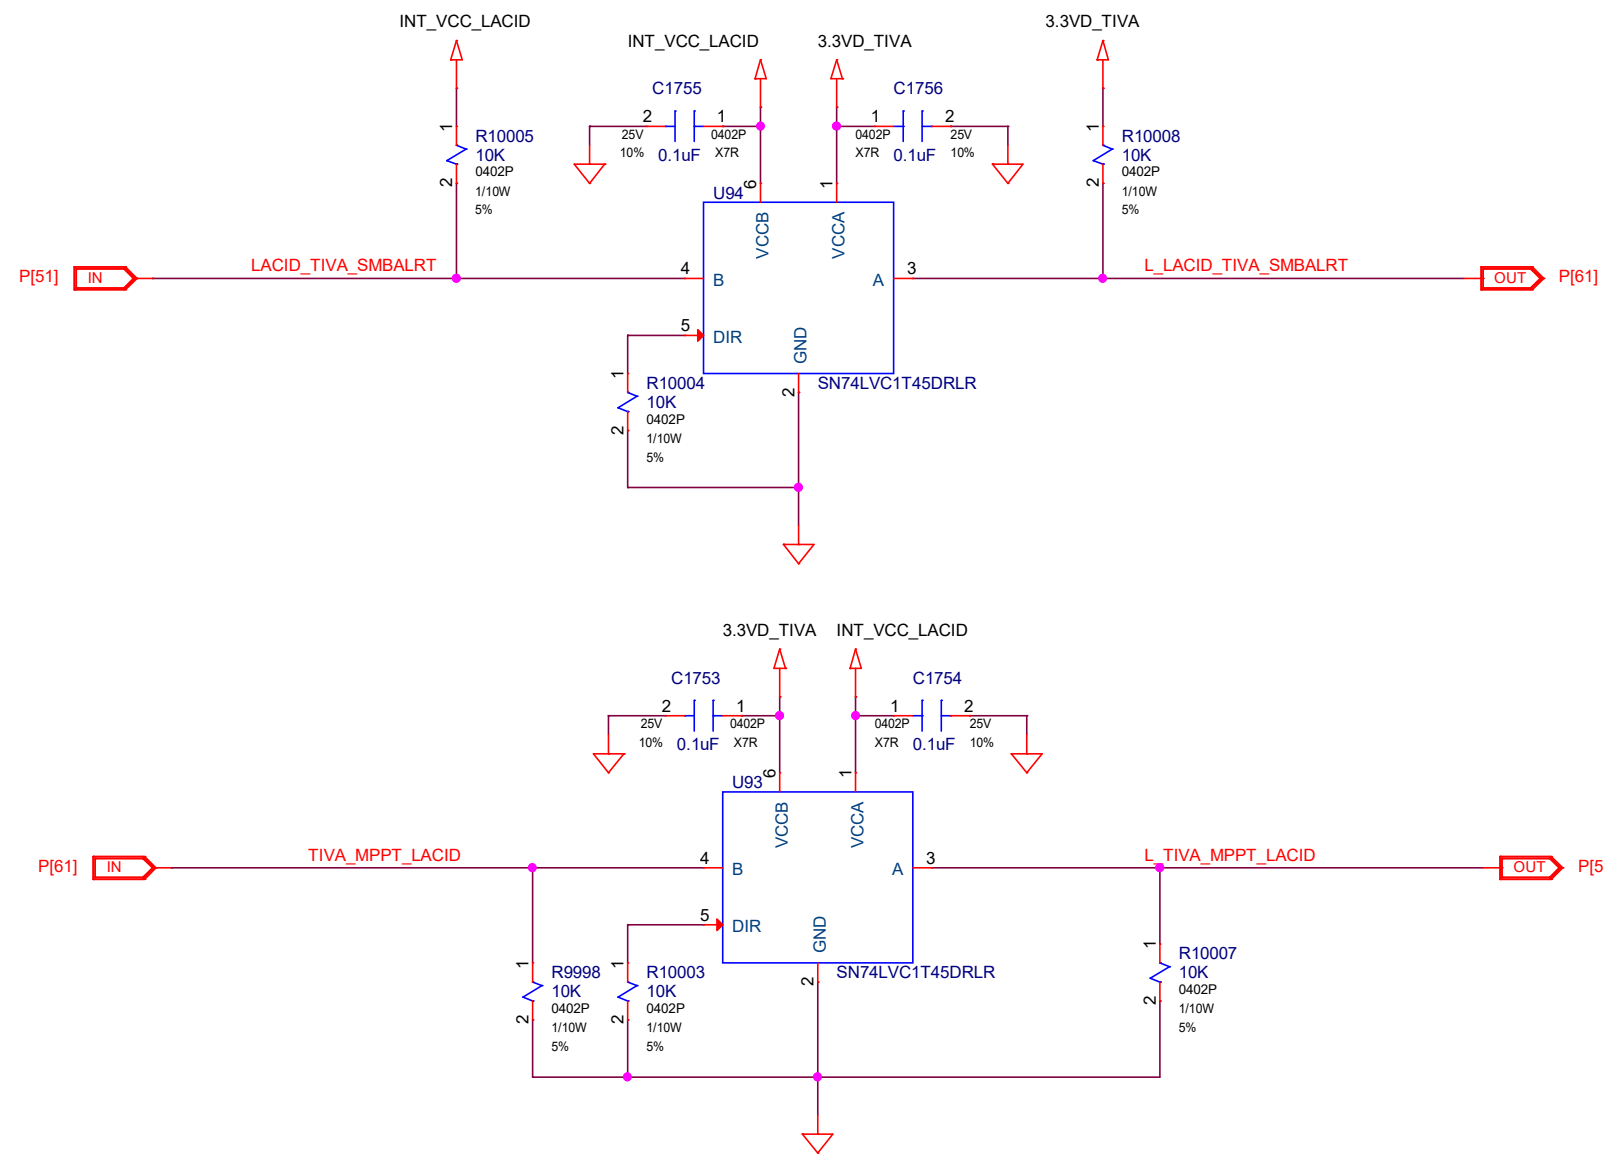 INT_VCC_LACID
3.3VD_TIVA
INT_VCC_LACID
3.3VD_TIVA
C1755
C1756
2
1
1
2
25V
0402P
0402P
25V
10%
0.1uF
X7R
X7R
0.1uF
10%
1
R10005
10K
0402P
2
1/10W
5%
1
R10008
10K
0402P
2
1/10W
5%
U94
6
1
VCCB
VCCA
P[51]
IN
LACID_TIVA_SMBALRT
4
B
A
3
L_LACID_TIVA_SMBALRT
OUT
P[61]
5
DIR
GND
2
SN74LVC1T45DRLR
1
R10004
10K
0402P
2
1/10W
5%
3.3VD_TIVA
INT_VCC_LACID
C1753
C1754
2
1
1
2
25V
0402P
0402P
25V
10%
0.1uF
X7R
X7R
0.1uF
10%
U93
6
1
VCCB
VCCA
P[61]
IN
TIVA_MPPT_LACID
4
B
A
3
L_TIVA_MPPT_LACID
OUT
P[5
5
DIR
GND
2
SN74LVC1T45DRLR
1
R9998
10K
0402P
2
1/10W
5%
1
R10003
10K
0402P
2
1/10W
5%
1
R10007
10K
0402P
2
1/10W
5%